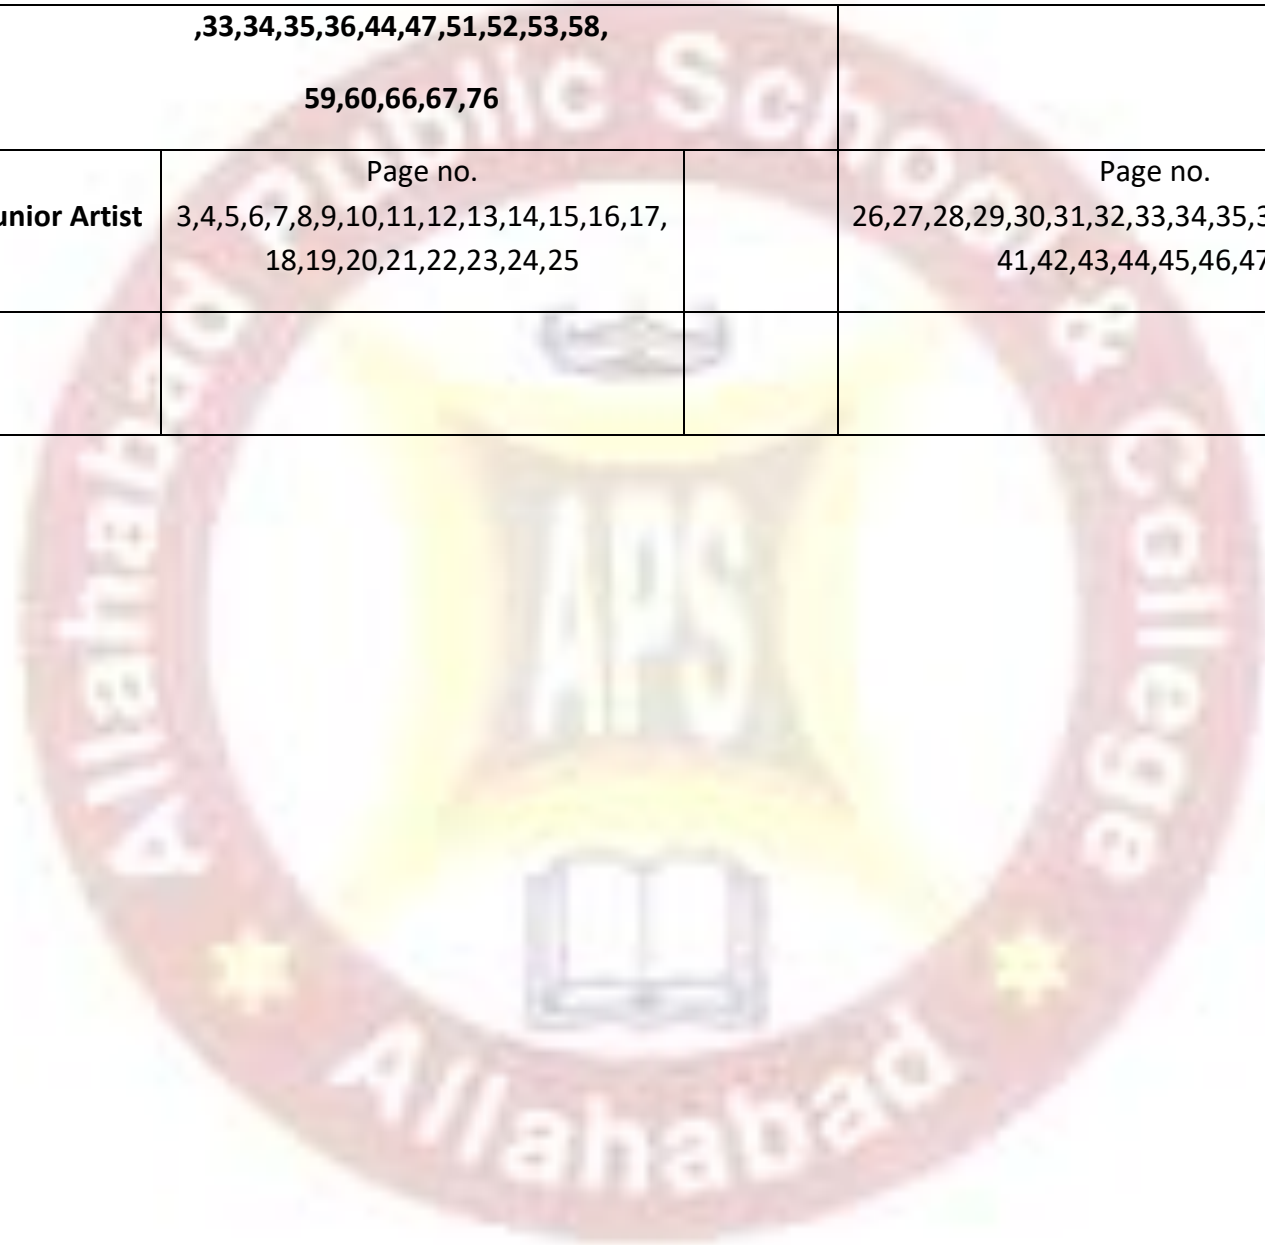 ,33,34,35,36,44,47,51,52,53,58,
59,60,66,67,76
Page no.
unior Artist
3,4,5,6,7,8,9,10,11,12,13,14,15,16,17,
18,19,20,21,22,23,24,25
Page no.
26,27,28,29,30,31,32,33,34,35,3
41,42,43,44,45,46,47
Allahabad Public School & College
APS
Allahabad